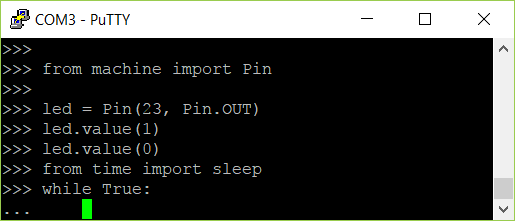 COM3 - PuTTY
>>>
>>> from machine import Pin
>>>
>>> led = Pin(23, Pin.OUT)
>>> led.value(1)
>>> led.value(0)
>>> from time import sleep
>>> while True:
...